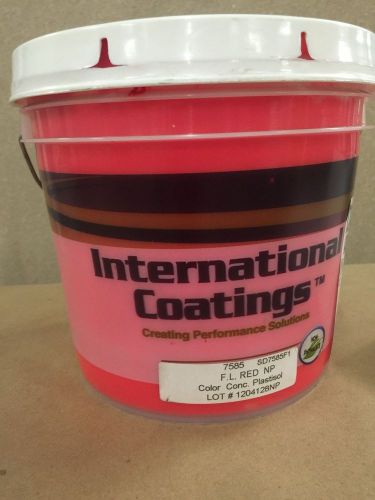 International
Coatings™
Creating Performance Solutions
7585 SD7585F1
F.L. RED NP
Color Conc. Plastisol
LOT # 1204128NP